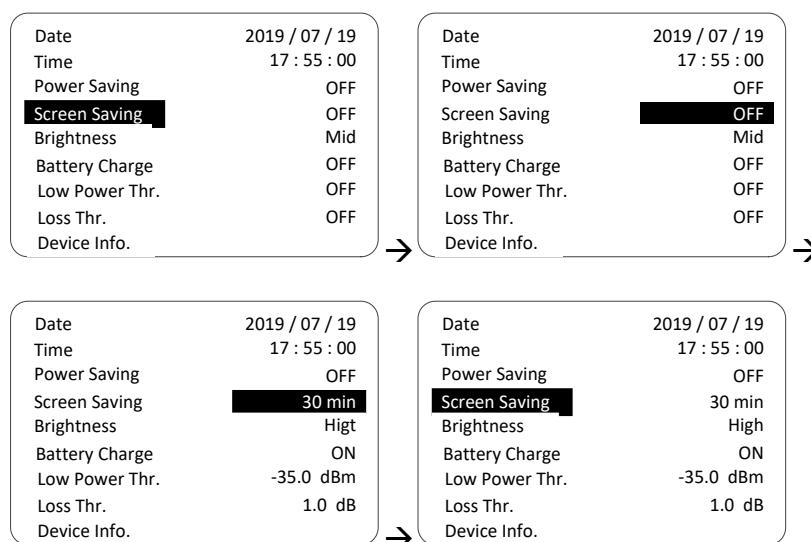 Date 2019 / 07 / 19
Time 17 : 55 : 00
Power Saving OFF
Screen Saving OFF
Brightness Mid
Battery Charge OFF
Low Power Thr. OFF
Loss Thr. OFF
Device Info.
→
Date 2019 / 07 / 19
Time 17 : 55 : 00
Power Saving OFF
Screen Saving OFF
Brightness Mid
Battery Charge OFF
Low Power Thr. OFF
Loss Thr. OFF
Device Info.
→
Date 2019 / 07 / 19
Time 17 : 55 : 00
Power Saving OFF
Screen Saving 30 min
Brightness Higt
Battery Charge ON
Low Power Thr. -35.0 dBm
Loss Thr. 1.0 dB
Device Info.
→
Date 2019 / 07 / 19
Time 17 : 55 : 00
Power Saving OFF
Screen Saving 30 min
Brightness High
Battery Charge ON
Low Power Thr. -35.0 dBm
Loss Thr. 1.0 dB
Device Info.